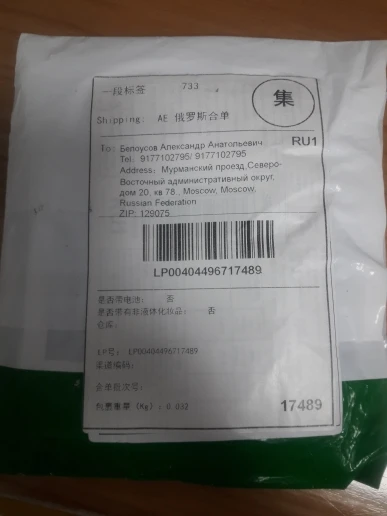 一段标签 733
集
Shipping: AE 俄罗斯合单
RU1
To: Белоусов Александр Анатольевич
Tel: 9177102795/ 9177102795
Address: Мурманский проезд,Северо-
Восточный административный округ,
дом 20, кв 78., Moscow, Moscow,
Russian Federation
ZIP: 129075
LP00404496717489
是否带电池: 否
是否带有非液体化妆品: 否
仓库:
LP号: LP00404496717489
渠道编码:
合单批次号:
包裹重量 (Kg) : 0.032
17489